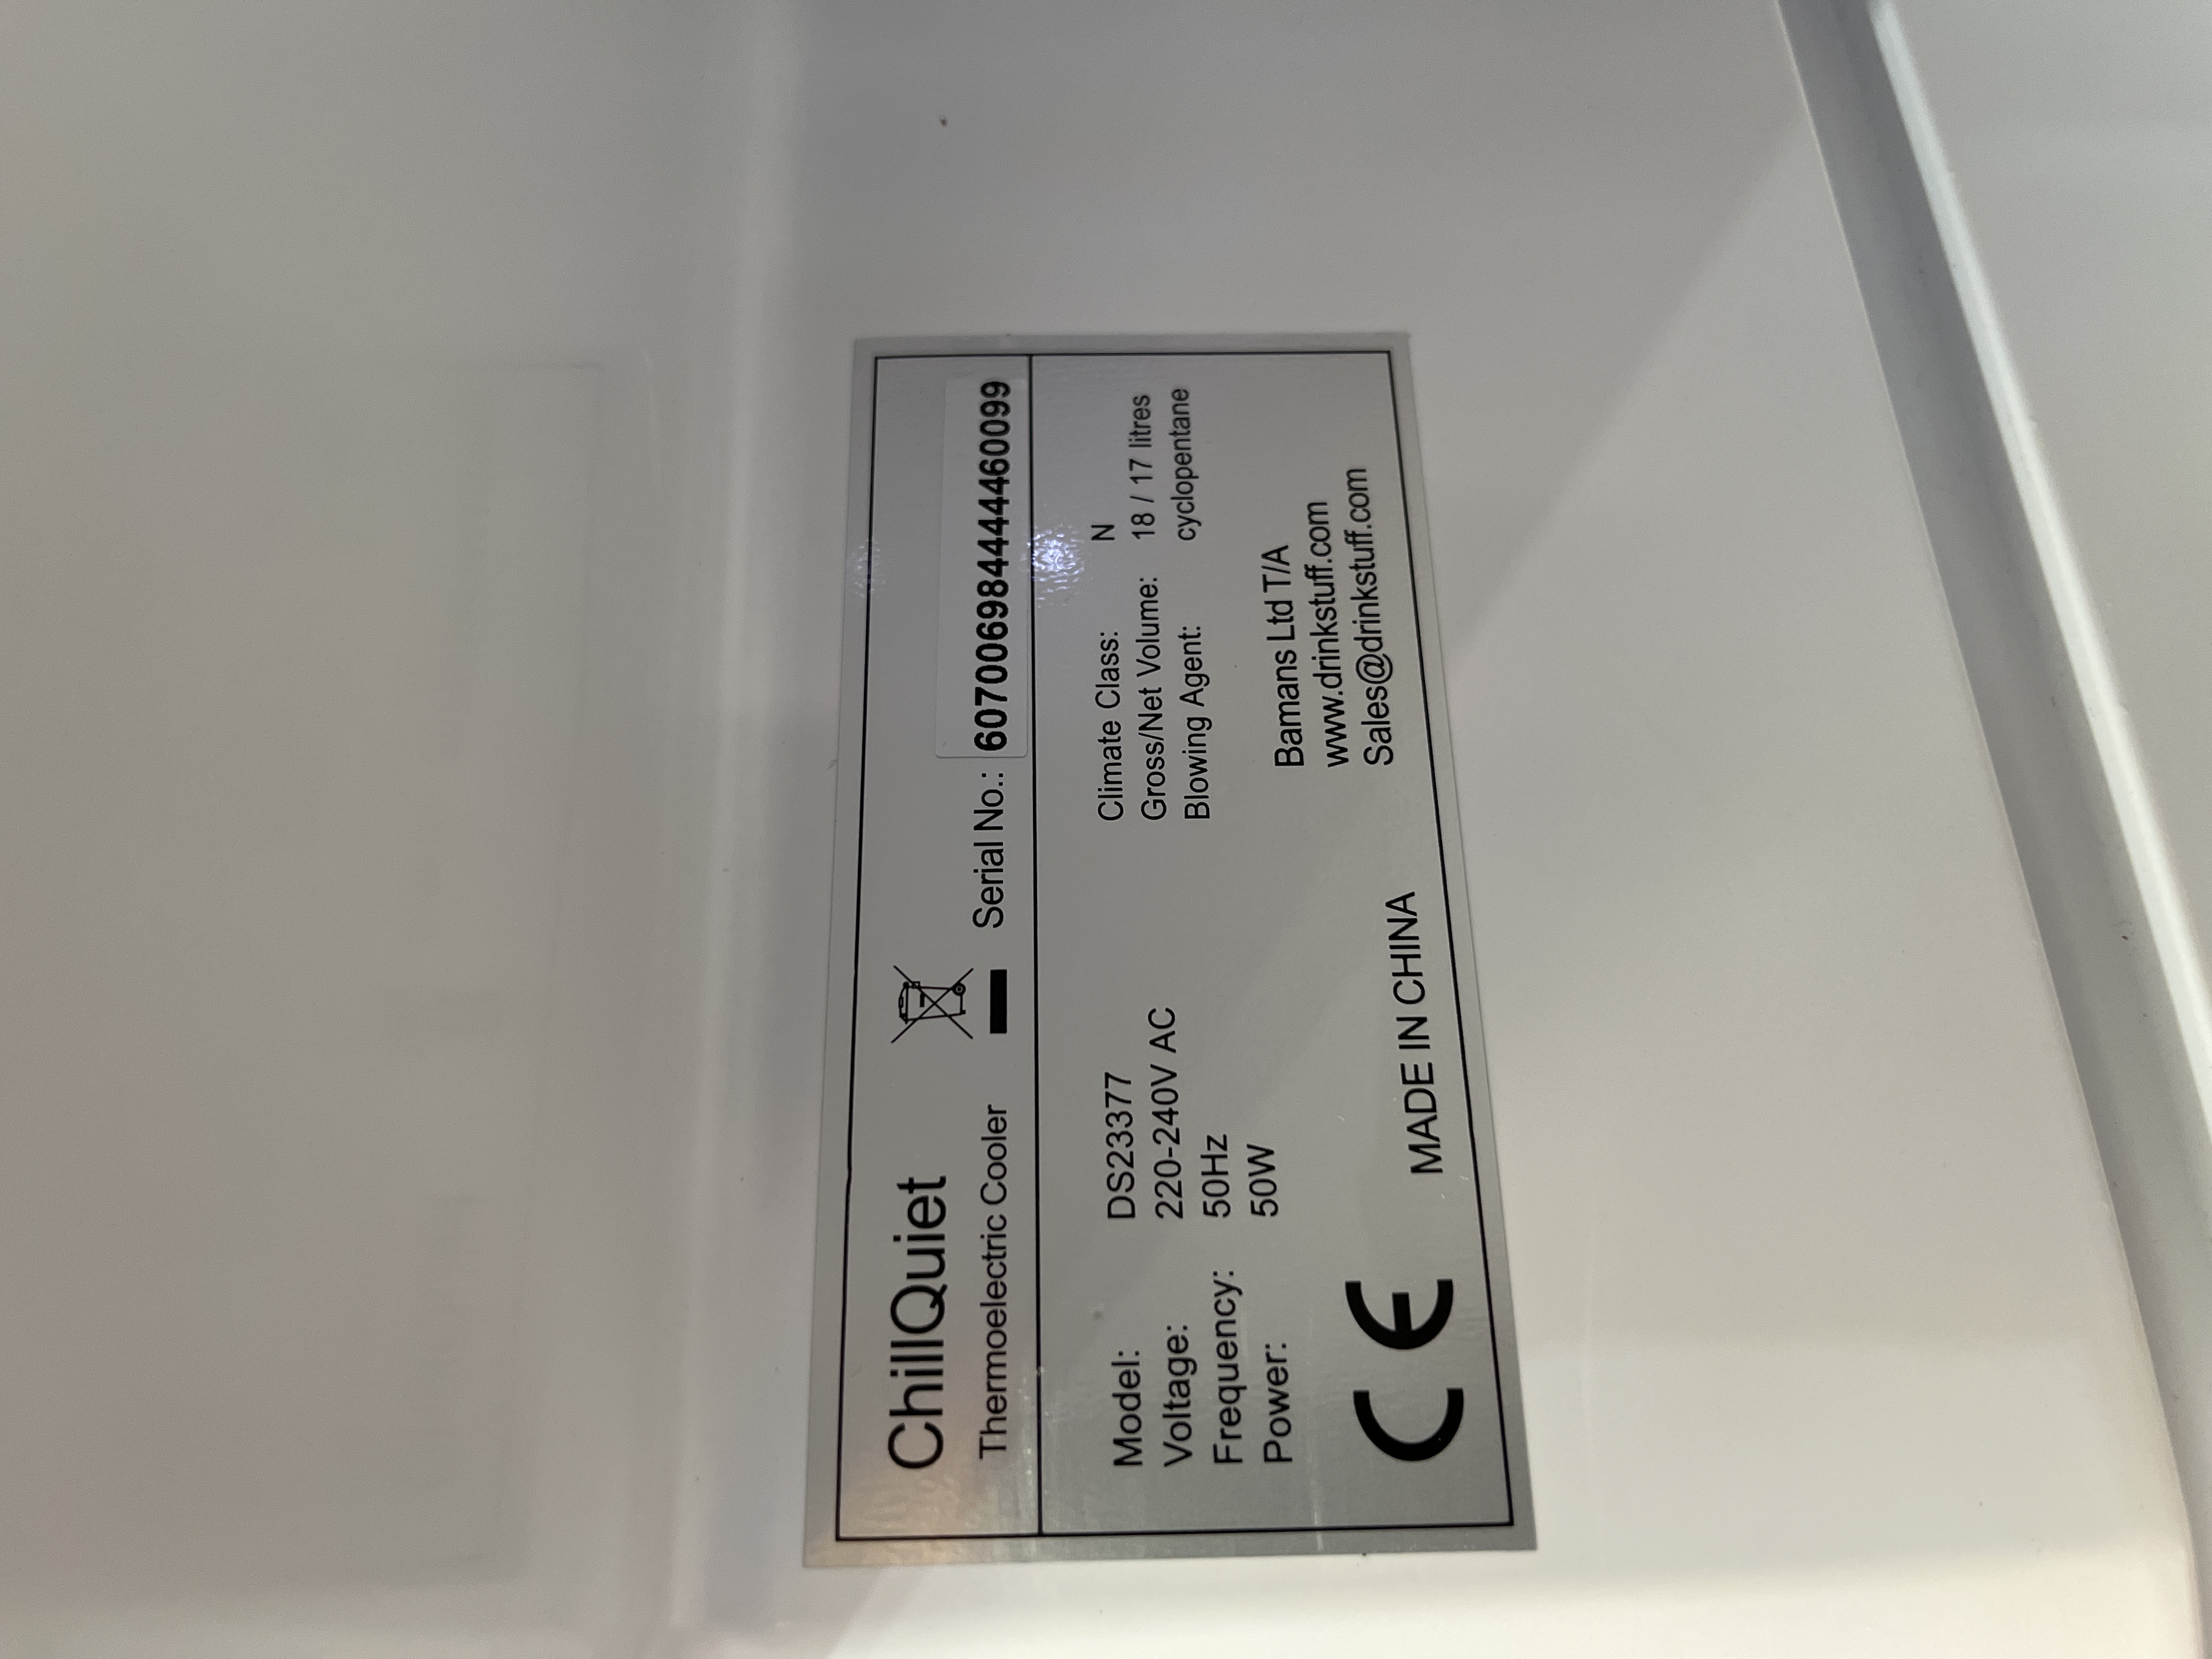 ChillQuiet
Thermoelectric Cooler
Serial No.: 60700698444460099
Model: DS23377
Voltage: 220-240V AC
Frequency: 50Hz
Power: 50W
Climate Class: N
Gross/Net Volume: 18 / 17 litres
Blowing Agent: cyclopentane
Bamans Ltd T/A
www.drinkstuff.com
Sales@drinkstuff.com
CE
MADE IN CHINA